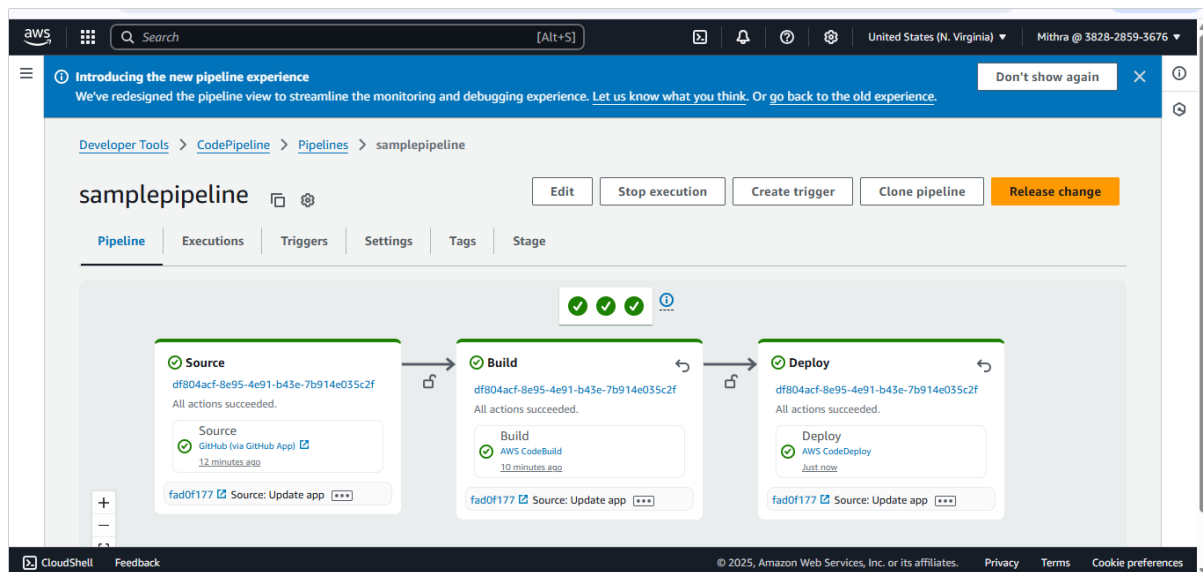 aws
Search
[Alt+S]
United States (N. Virginia)
Mithra @ 3828-2859-3676
Introducing the new pipeline experience
We've redesigned the pipeline view to streamline the monitoring and debugging experience. Let us know what you think. Or go back to the old experience.
Don't show again
Developer Tools > CodePipeline > Pipelines > samplepipeline
samplepipeline
Edit
Stop execution
Create trigger
Clone pipeline
Release change
Pipeline
Executions
Triggers
Settings
Tags
Stage
Source
df804acf-8e95-4e91-b43e-7b914e035c2f
All actions succeeded.
Source
GitHub (via GitHub App)
12 minutes ago
fad0f177 Source: Update app
Build
df804acf-8e95-4e91-b43e-7b914e035c2f
All actions succeeded.
Build
AWS CodeBuild
10 minutes ago
fad0f177 Source: Update app
Deploy
df804acf-8e95-4e91-b43e-7b914e035c2f
All actions succeeded.
Deploy
AWS CodeDeploy
Just now
fad0f177 Source: Update app
CloudShell
Feedback
© 2025, Amazon Web Services, Inc. or its affiliates.
Privacy
Terms
Cookie preferences